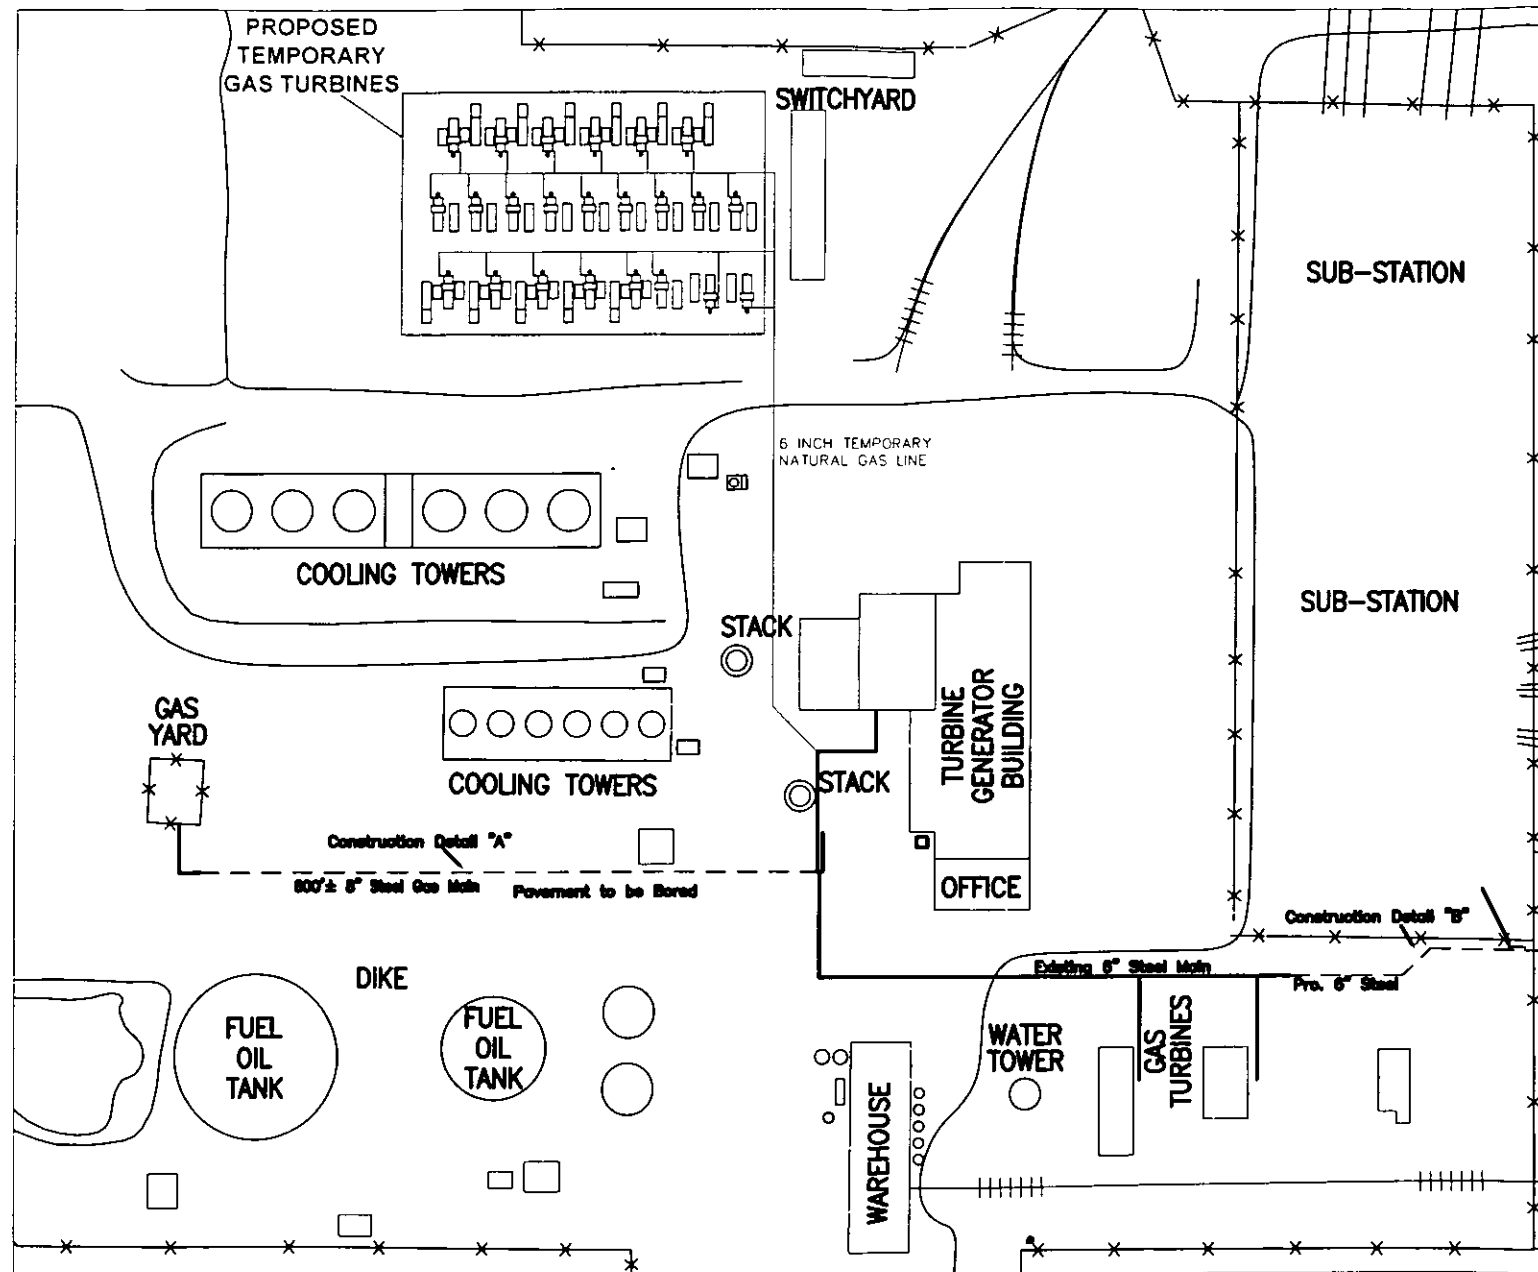 PROPOSED
TEMPORARY
GAS TURBINES
SWITCHYARD
SUB-STATION
6 INCH TEMPORARY
NATURAL GAS LINE
COOLING TOWERS
SUB-STATION
STACK
TURBINE
GENERATOR
BUILDING
GAS
YARD
COOLING TOWERS
STACK
Construction Detail "A"
OFFICE
800'± 8" Steel Gas Main
Pavement to be Bored
Construction Detail "B"
DIKE
Existing 6" Steel Main
Pro. 6" Steel
FUEL
OIL
TANK
FUEL
OIL
TANK
WATER
TOWER
GAS
TURBINES
WAREHOUSE